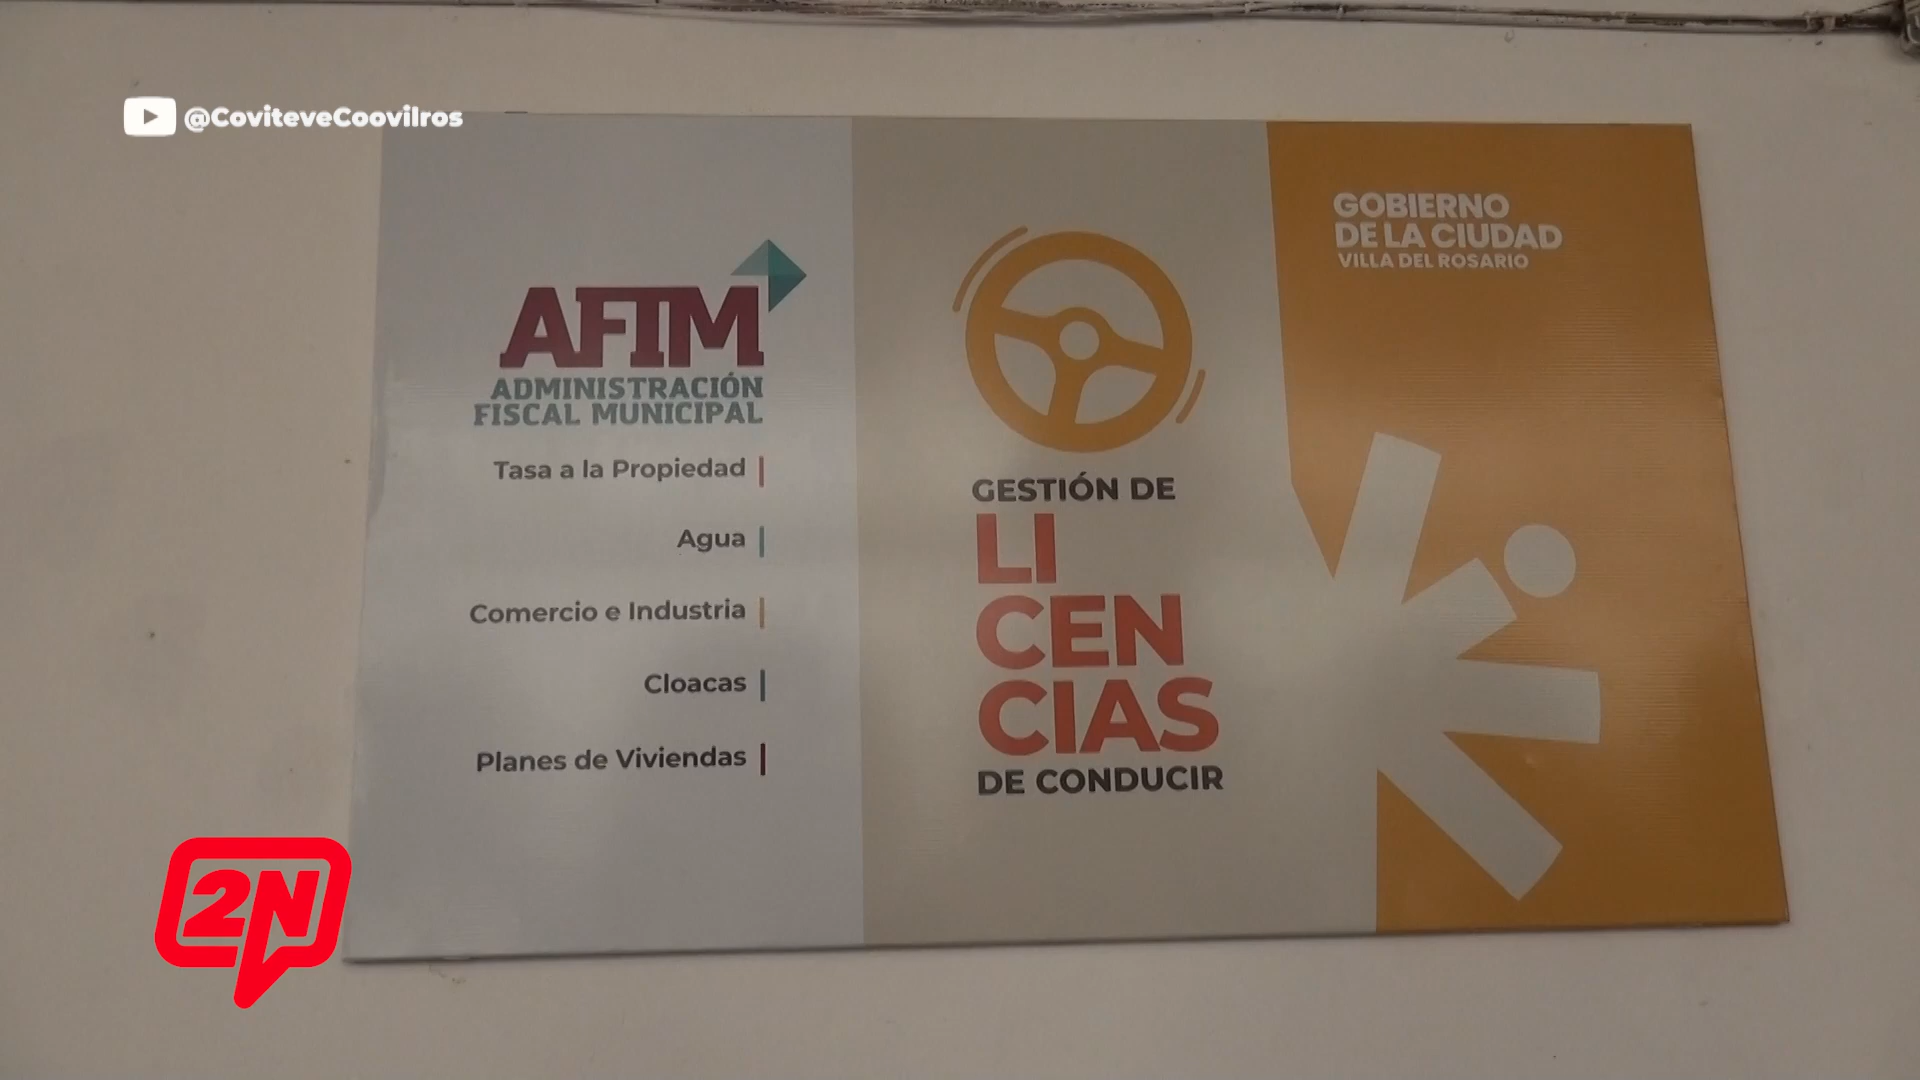 @CoviteveCoovilros
AFIM
ADMINISTRACIÓN
FISCAL MUNICIPAL
Tasa a la Propiedad
Agua
Comercio e Industria
Cloacas
Planes de Viviendas
GESTIÓN DE
LI
CEN
CIAS
DE CONDUCIR
GOBIERNO
DE LA CIUDAD
VILLA DEL ROSARIO
2N